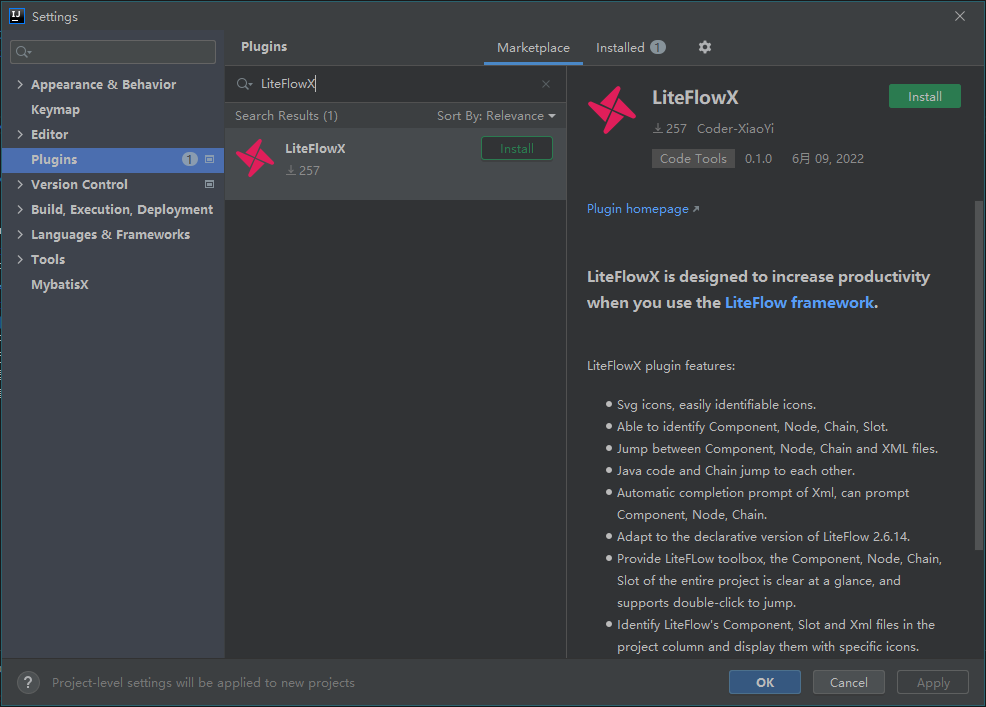 Settings
Appearance & Behavior
Keymap
Editor
Plugins 1
Version Control
Build, Execution, Deployment
Languages & Frameworks
Tools
MybatisX
Plugins
Marketplace
Installed 1
LiteFlowX
Search Results (1)
Sort By: Relevance
LiteFlowX
257
Install
LiteFlowX
Install
257 Coder-XiaoYi
Code Tools 0.1.0 6月 09, 2022
Plugin homepage
LiteFlowX is designed to increase productivity
when you use the LiteFlow framework.
LiteFlowX plugin features:
Svg icons, easily identifiable icons.
Able to identify Component, Node, Chain, Slot.
Jump between Component, Node, Chain and XML files.
Java code and Chain jump to each other.
Automatic completion prompt of Xml, can prompt
Component, Node, Chain.
Adapt to the declarative version of LiteFlow 2.6.14.
Provide LiteFLow toolbox, the Component, Node, Chain,
Slot of the entire project is clear at a glance, and
supports double-click to jump.
Identify LiteFlow's Component, Slot and Xml files in the
project column and display them with specific icons.
? Project-level settings will be applied to new projects
OK
Cancel
Apply